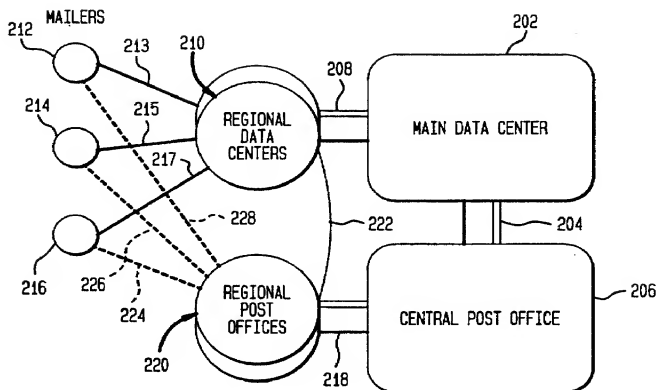 MAILERS
212
213
210
202
208
214
215
REGIONAL
DATA
CENTERS
MAIN DATA CENTER
217
228
222
204
216
226
224
REGIONAL
POST
OFFICES
CENTRAL POST OFFICE
206
220
218